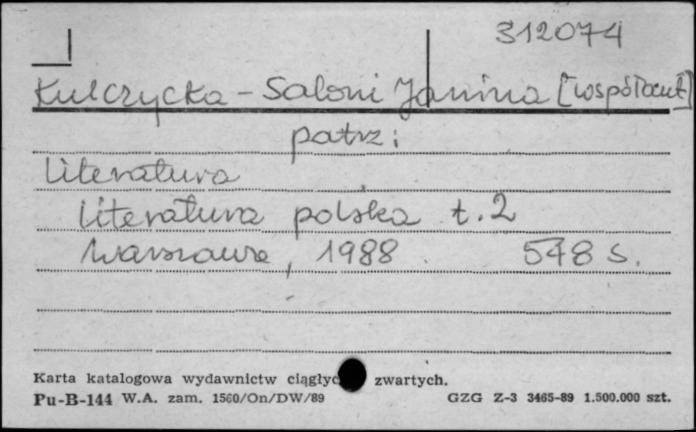 312074
Kulczycka-Saloni Janina [współaut]
patrz:
Literatura
Literatura polska t. 2
Warszawa, 1988 548 s.
Karta katalogowa wydawnictw zwartych.
Pu-B-144 W.A. zam. 1560/On/DW/89 GZG Z-3 3465-89 1.500.000 szt.